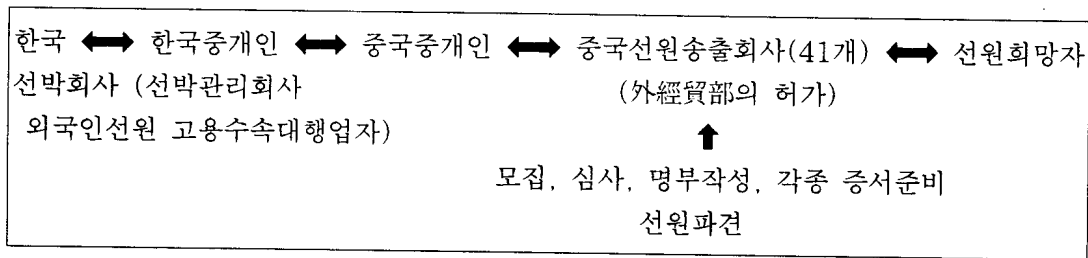 한국 ⟷ 한국중개인 ⟷ 중국중개인 ⟷ 중국선원송출회사(41개) ⟷ 선원희망자
선박회사 (선박관리회사 (外經貿部의 허가)
외국인선원 고용수속대행업자)
모집, 심사, 명부작성, 각종 증서준비
선원파견